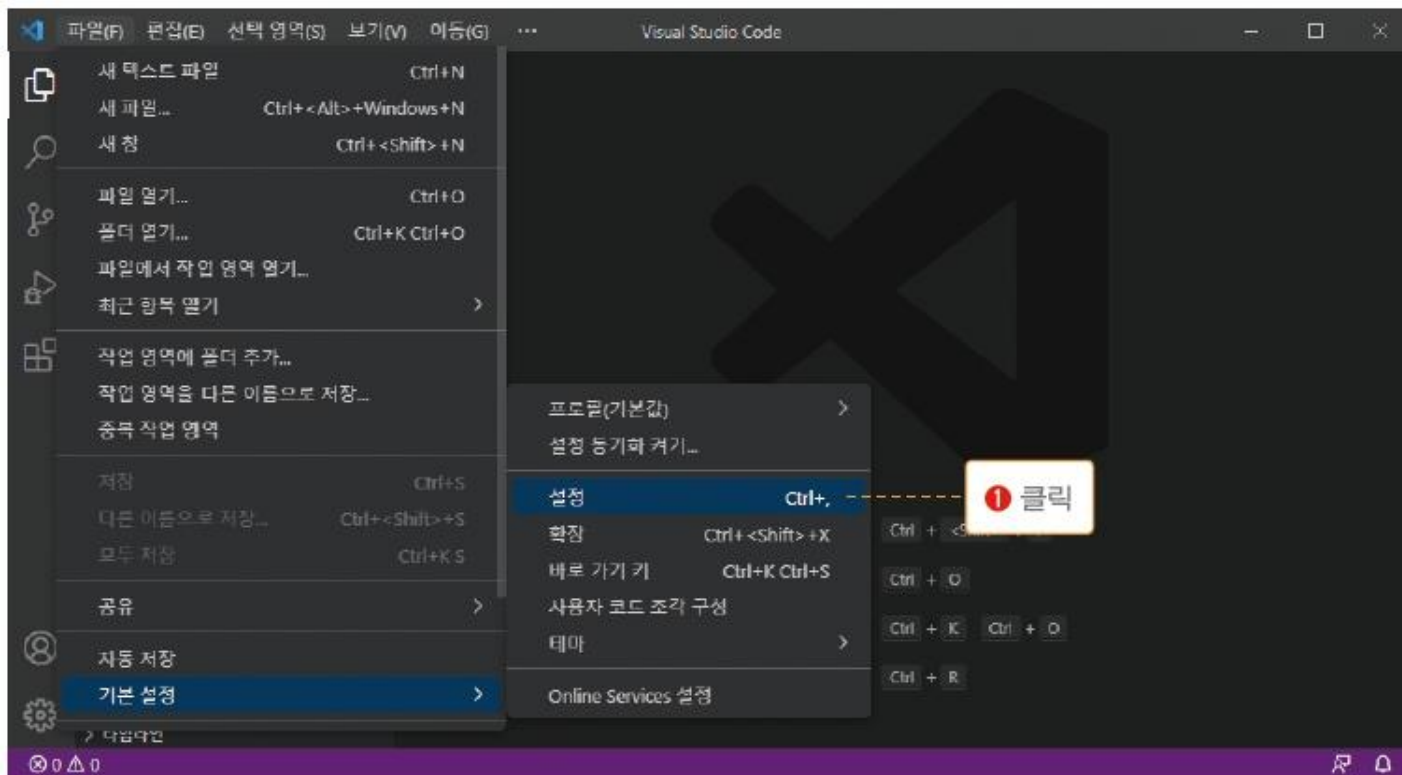 파일(F) 편집(E) 선택 영역(S) 보기(V) 이동(G) ··· Visual Studio Code
새 텍스트 파일 Ctrl+N
새 파일... Ctrl+<Alt>+Windows+N
새 창 Ctrl+<Shift>+N
파일 열기... Ctrl+O
폴더 열기... Ctrl+K Ctrl+O
파일에서 작업 영역 열기...
최근 항목 열기
작업 영역에 폴더 추가...
작업 영역을 다른 이름으로 저장...
중복 작업 영역
저장 Ctrl+S
다른 이름으로 저장... Ctrl+<Shift>+S
모두 저장 Ctrl+K S
공유
자동 저장
기본 설정
타임라인
프로필(기본값)
설정 동기화 켜기...
설정 Ctrl+,
확장 Ctrl+<Shift>+X
바로 가기 키 Ctrl+K Ctrl+S
사용자 코드 조각 구성
테마
Online Services 설정
❶ 클릭
Ctrl +
Ctrl + O
Ctrl + K Ctrl + O
Ctrl + R
0 0